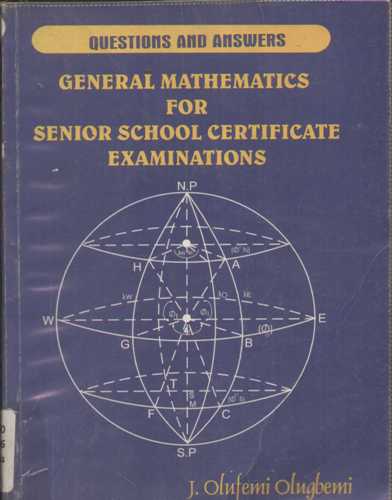 QUESTIONS AND ANSWERS
GENERAL MATHEMATICS
FOR
SENIOR SCHOOL CERTIFICATE
EXAMINATIONS
N.P
H
A
W
E
G
B
T
S
M
F
C
S.P
J. Olufemi Olugbemi